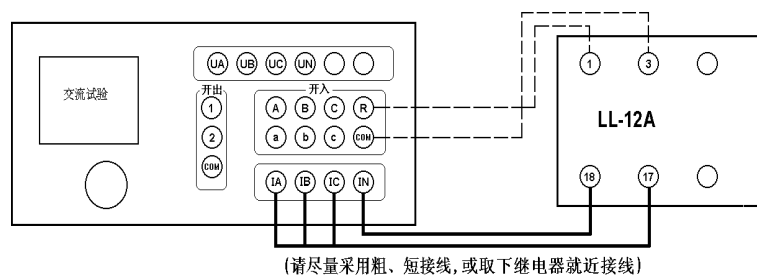 UA UB UC UN
开出 开入
交流试验
1 A B C R
2 a b c COM
COM
IA IB IC IN
1 3
LL-12A
18 17
(请尽量采用粗、短接线,或取下继电器就近接线)